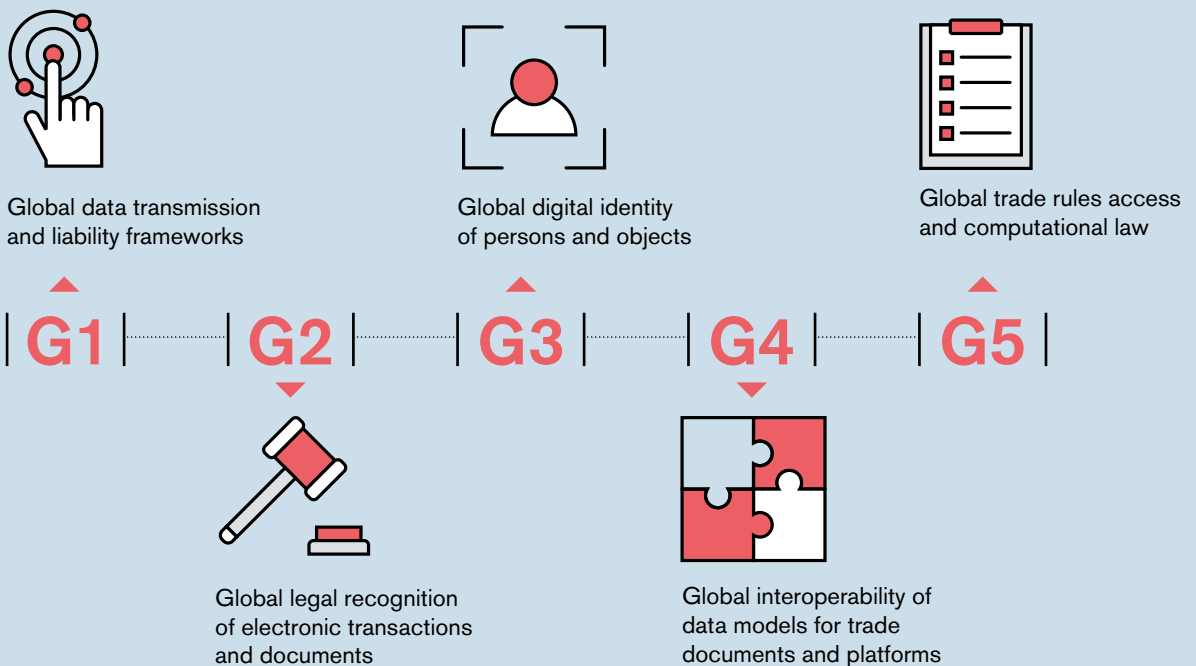 Global data transmission
and liability frameworks
Global digital identity
of persons and objects
Global trade rules access
and computational law
G1
G2
G3
G4
G5
Global legal recognition
of electronic transactions
and documents
Global interoperability of
data models for trade
documents and platforms